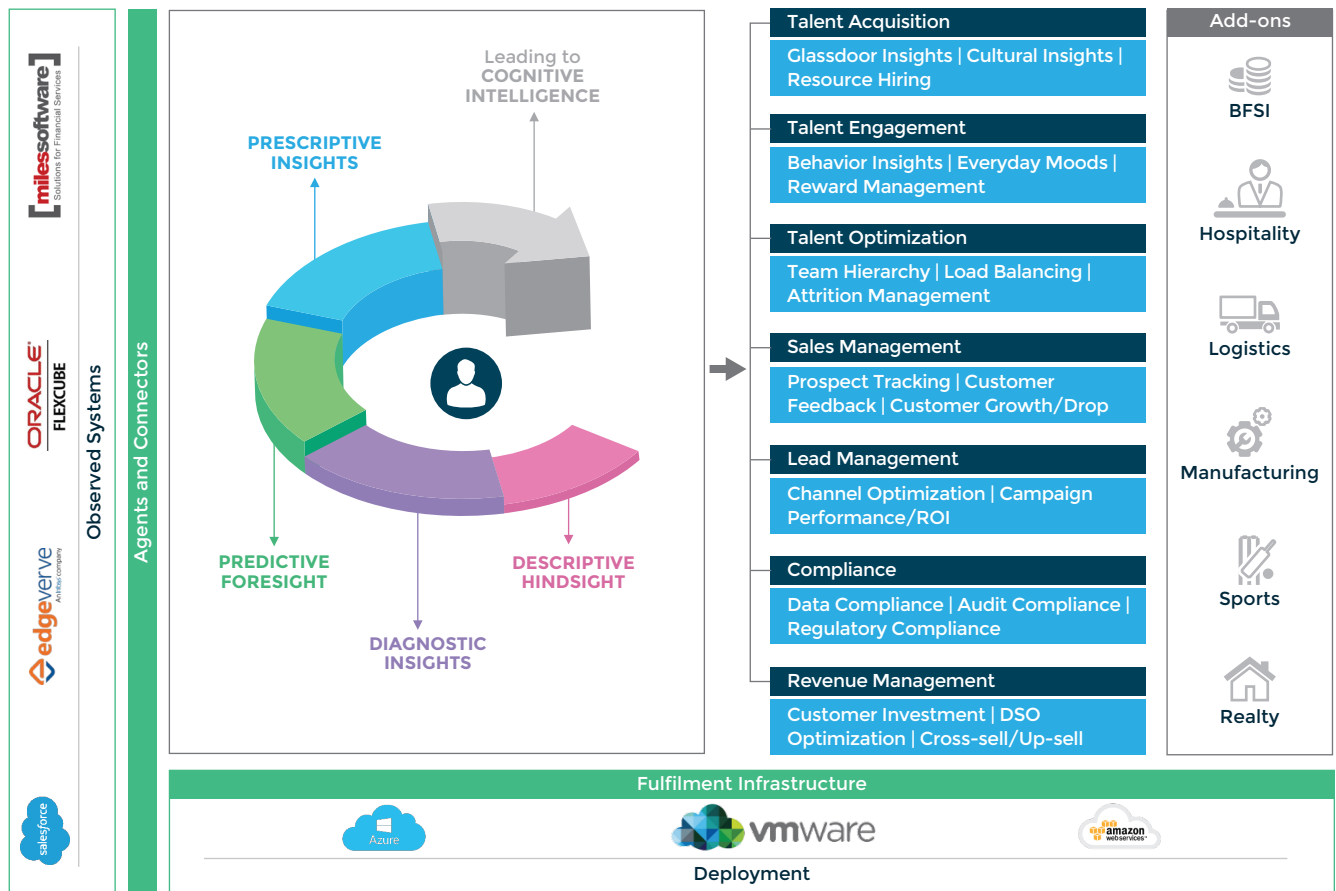 [milessoftware]
Solutions for Financial Services
ORACLE®
FLEXCUBE
edgeverve
An Infosys company
salesforce
Observed Systems
Agents and Connectors
Leading to
COGNITIVE
INTELLIGENCE
PRESCRIPTIVE
INSIGHTS
PREDICTIVE
FORESIGHT
DESCRIPTIVE
HINDSIGHT
DIAGNOSTIC
INSIGHTS
Talent Acquisition
Glassdoor Insights | Cultural Insights |
Resource Hiring
Talent Engagement
Behavior Insights | Everyday Moods |
Reward Management
Talent Optimization
Team Hierarchy | Load Balancing |
Attrition Management
Sales Management
Prospect Tracking | Customer
Feedback | Customer Growth/Drop
Lead Management
Channel Optimization | Campaign
Performance/ROI
Compliance
Data Compliance | Audit Compliance |
Regulatory Compliance
Revenue Management
Customer Investment | DSO
Optimization | Cross-sell/Up-sell
Add-ons
BFSI
Hospitality
Logistics
Manufacturing
Sports
Realty
Fulfilment Infrastructure
Azure
vmware
amazon
webservices™
Deployment